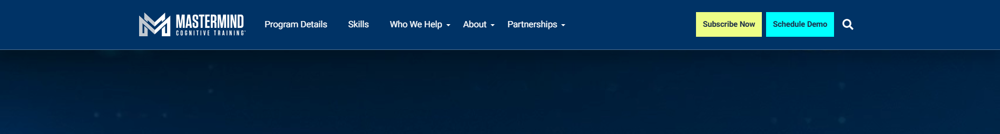 MASTERMIND
COGNITIVE TRAINING®
Program Details Skills Who We Help About Partnerships Subscribe Now Schedule Demo